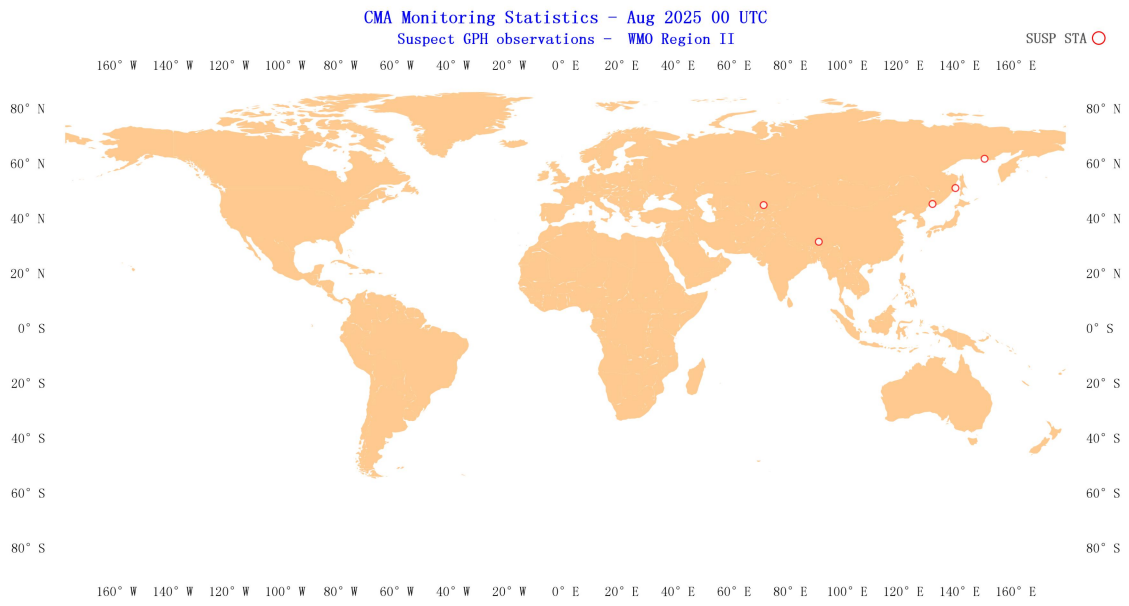 CMA Monitoring Statistics - Aug 2025 00 UTC
Suspect GPH observations -  WMO Region II
SUSP STA
160° W 140° W 120° W 100° W 80° W 60° W 40° W 20° W 0° E 20° E 40° E 60° E 80° E 100° E 120° E 140° E 160° E
80° N 80° N
60° N 60° N
40° N 40° N
20° N 20° N
0° S 0° S
20° S 20° S
40° S 40° S
60° S 60° S
80° S 80° S
160° W 140° W 120° W 100° W 80° W 60° W 40° W 20° W 0° E 20° E 40° E 60° E 80° E 100° E 120° E 140° E 160° E